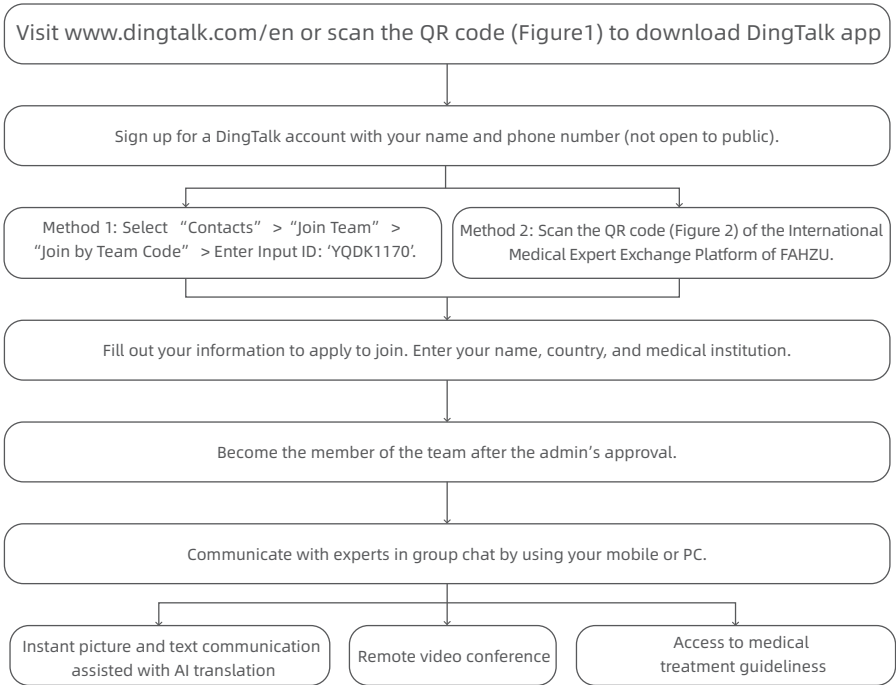 Visit www.dingtalk.com/en or scan the QR code (Figure1) to download DingTalk app
Sign up for a DingTalk account with your name and phone number (not open to public).
Method 1: Select “Contacts” > “Join Team” >
“Join by Team Code” > Enter Input ID: ‘YQDK1170’.
Method 2: Scan the QR code (Figure 2) of the International
Medical Expert Exchange Platform of FAHZU.
Fill out your information to apply to join. Enter your name, country, and medical institution.
Become the member of the team after the admin’s approval.
Communicate with experts in group chat by using your mobile or PC.
Instant picture and text communication
assisted with AI translation
Remote video conference
Access to medical
treatment guideliness